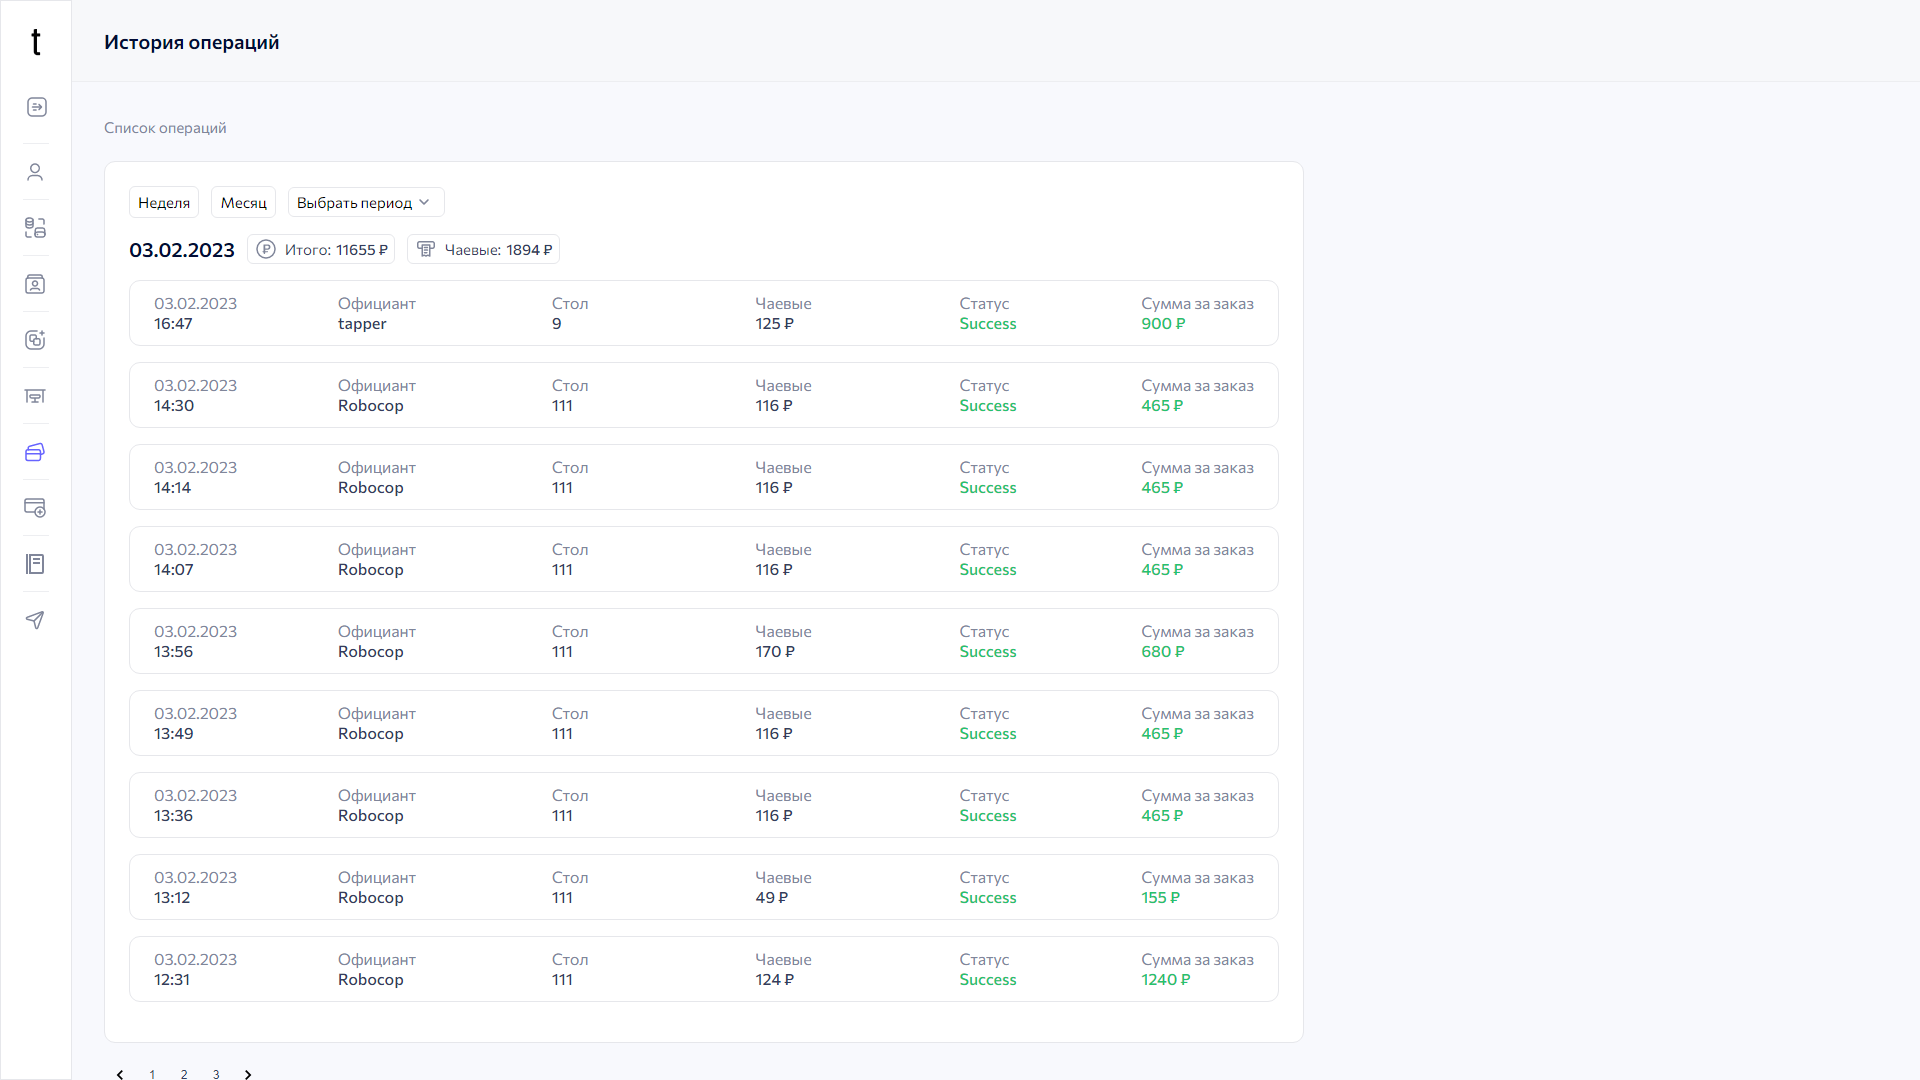 t
История операций
Список операций
Неделя Месяц Выбрать период
03.02.2023 Итого: 11655 ₽ Чаевые: 1894 ₽
03.02.2023 Официант Стол Чаевые Статус Сумма за заказ
16:47 tapper 9 125 ₽ Success 900 ₽
03.02.2023 Официант Стол Чаевые Статус Сумма за заказ
14:30 Robocop 111 116 ₽ Success 465 ₽
03.02.2023 Официант Стол Чаевые Статус Сумма за заказ
14:14 Robocop 111 116 ₽ Success 465 ₽
03.02.2023 Официант Стол Чаевые Статус Сумма за заказ
14:07 Robocop 111 116 ₽ Success 465 ₽
03.02.2023 Официант Стол Чаевые Статус Сумма за заказ
13:56 Robocop 111 170 ₽ Success 680 ₽
03.02.2023 Официант Стол Чаевые Статус Сумма за заказ
13:49 Robocop 111 116 ₽ Success 465 ₽
03.02.2023 Официант Стол Чаевые Статус Сумма за заказ
13:36 Robocop 111 116 ₽ Success 465 ₽
03.02.2023 Официант Стол Чаевые Статус Сумма за заказ
13:12 Robocop 111 49 ₽ Success 155 ₽
03.02.2023 Официант Стол Чаевые Статус Сумма за заказ
12:31 Robocop 111 124 ₽ Success 1240 ₽
1 2 3